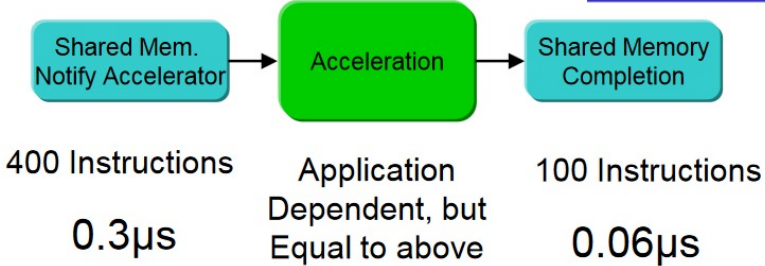 Shared Mem.
Notify Accelerator
Acceleration
Shared Memory
Completion
400 Instructions
0.3µs
Application
Dependent, but
Equal to above
100 Instructions
0.06µs